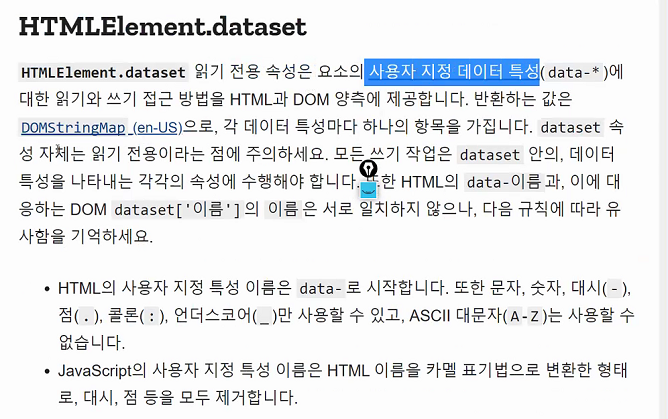 HTMLElement.dataset
HTMLElement.dataset 읽기 전용 속성은 요소의 사용자 지정 데이터 특성(data-*)에
대한 읽기와 쓰기 접근 방법을 HTML과 DOM 양측에 제공합니다. 반환하는 값은
DOMStringMap (en-US)으로, 각 데이터 특성마다 하나의 항목을 가집니다. dataset 속
성 자체는 읽기 전용이라는 점에 주의하세요. 모든 쓰기 작업은 dataset 안의, 데이터
특성을 나타내는 각각의 속성에 수행해야 합니다. 또한 HTML의 data-이름과, 이에 대
응하는 DOM dataset['이름']의 이름은 서로 일치하지 않으나, 다음 규칙에 따라 유
사함을 기억하세요.
• HTML의 사용자 지정 특성 이름은 data-로 시작합니다. 또한 문자, 숫자, 대시(-),
점(.), 콜론(:), 언더스코어(_)만 사용할 수 있고, ASCII 대문자(A-Z)는 사용할 수
없습니다.
• JavaScript의 사용자 지정 특성 이름은 HTML 이름을 카멜 표기법으로 변환한 형태
로, 대시, 점 등을 모두 제거합니다.